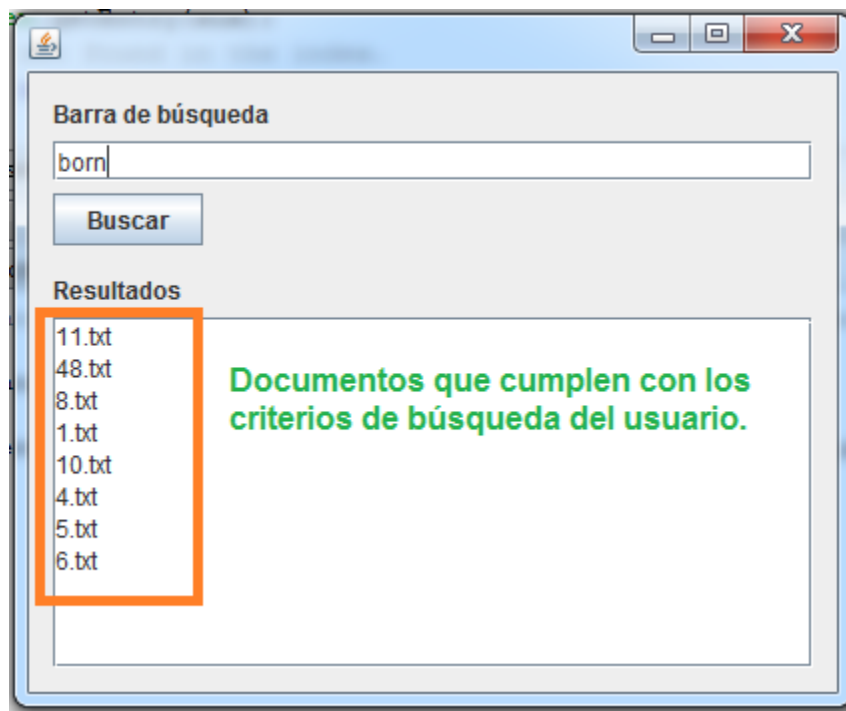 Barra de búsqueda
born
Buscar
Resultados
11.txt
48.txt
8.txt
1.txt
10.txt
4.txt
5.txt
6.txt
Documentos que cumplen con los
criterios de búsqueda del usuario.